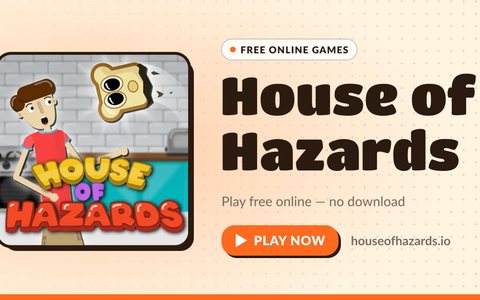 HOUSE
OF
HAZARDS
FREE ONLINE GAMES
House of
Hazards
Play free online — no download
PLAY NOW
houseofhazards.io